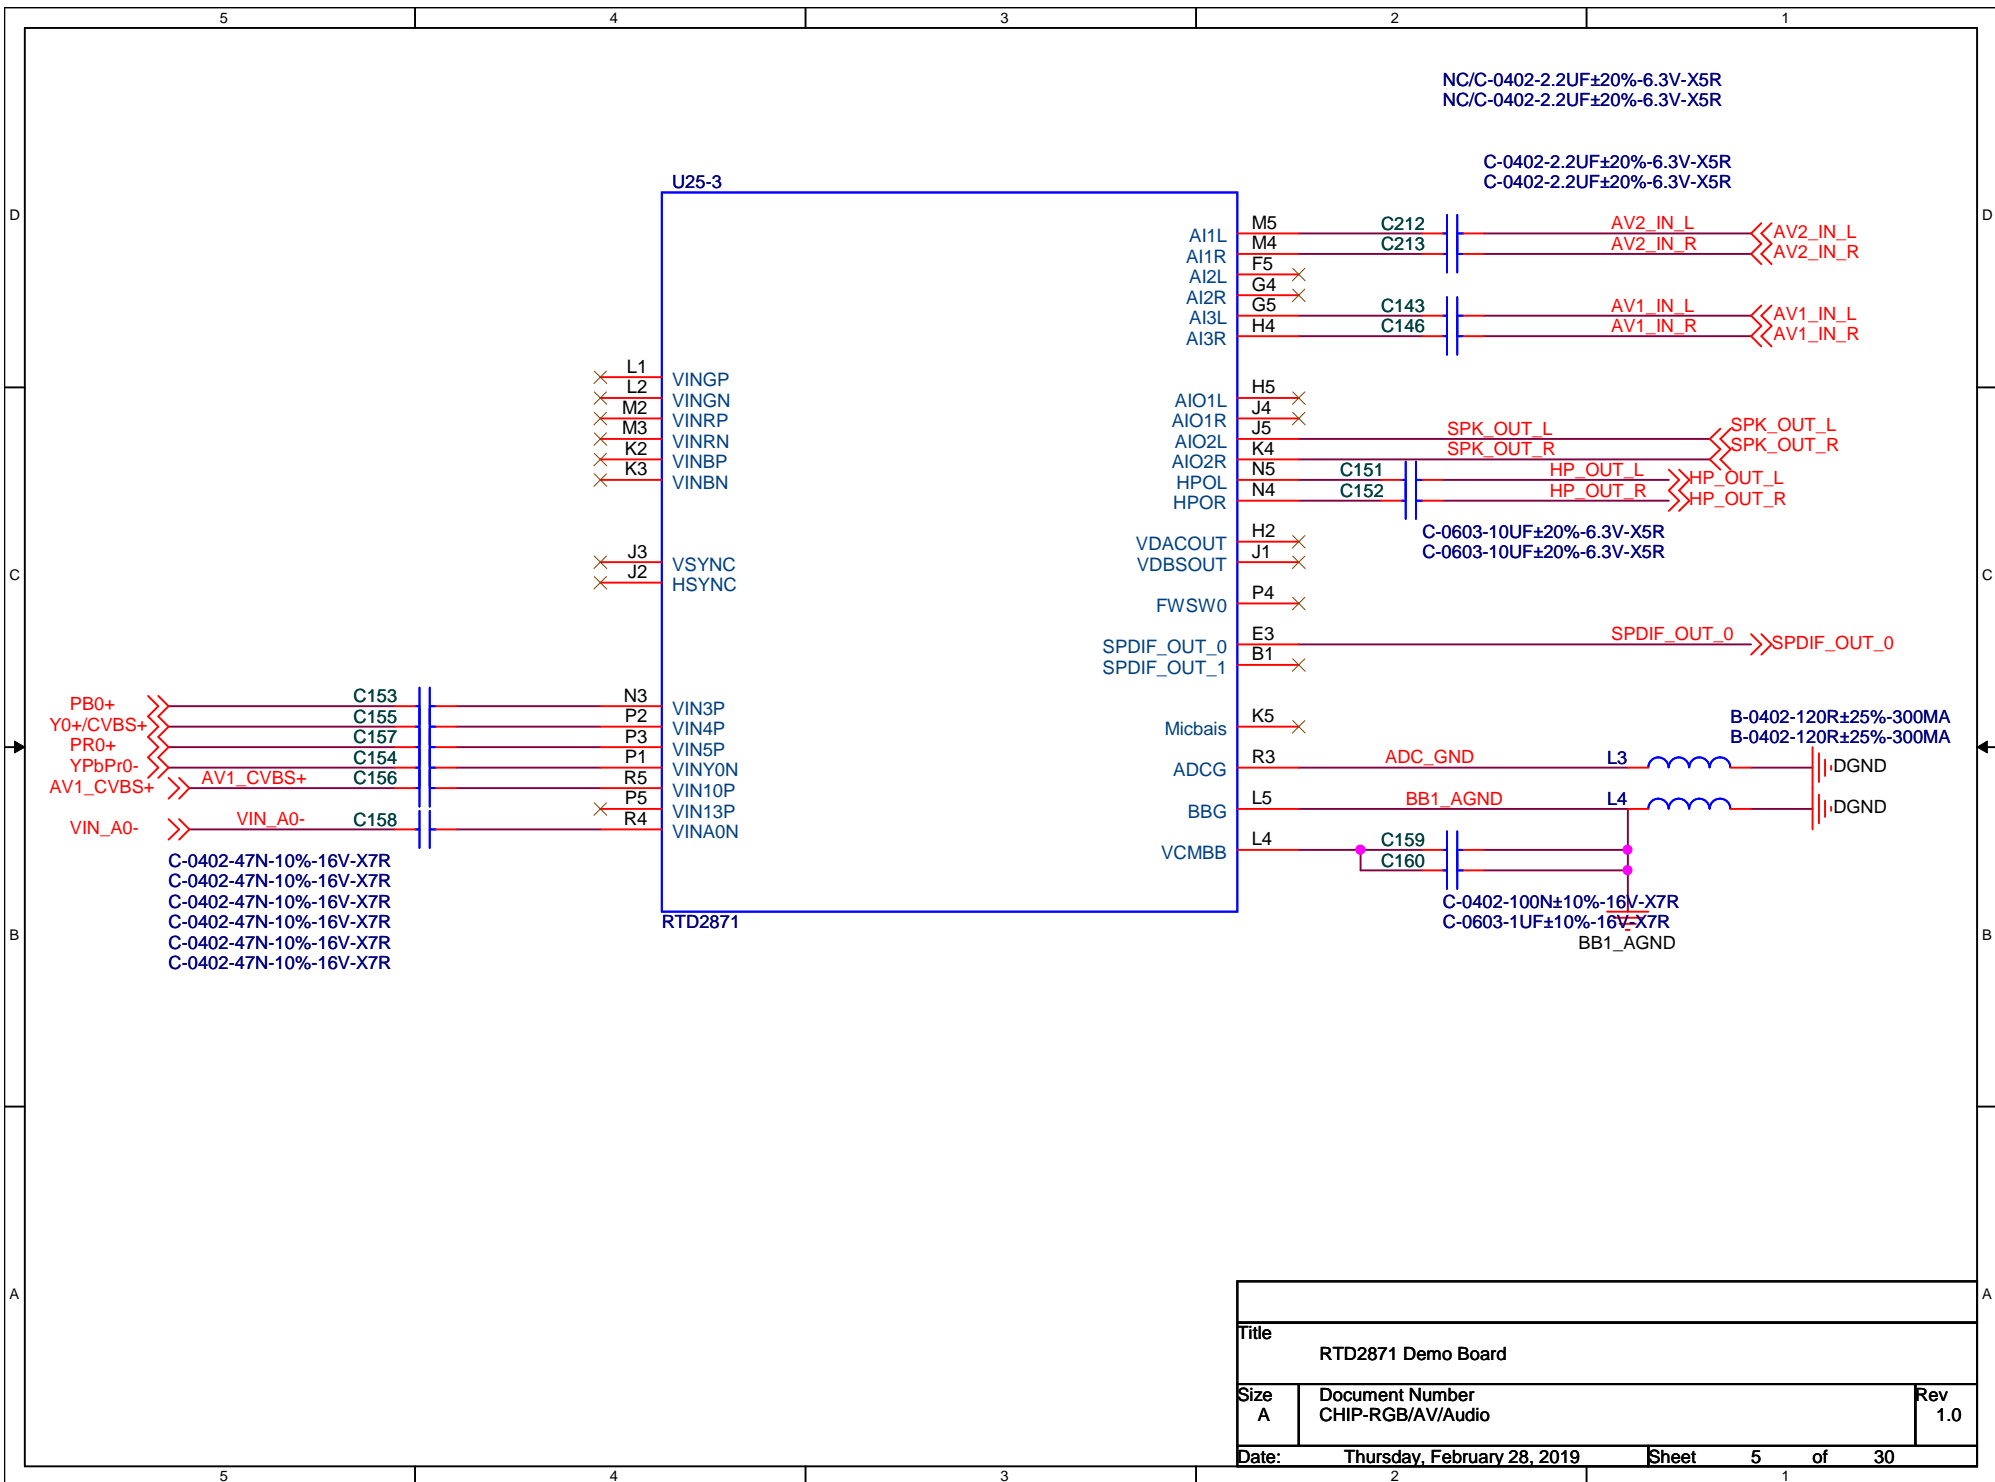 5 4 3 2 1
NC/C-0402-2.2UF±20%-6.3V-X5R
NC/C-0402-2.2UF±20%-6.3V-X5R
C-0402-2.2UF±20%-6.3V-X5R
C-0402-2.2UF±20%-6.3V-X5R
U25-3
D D
AI1L M5 C212 AV2_IN_L AV2_IN_L
AI1R M4 C213 AV2_IN_R AV2_IN_R
AI2L F5
AI2R G4
AI3L G5 C143 AV1_IN_L AV1_IN_L
AI3R H4 C146 AV1_IN_R AV1_IN_R
L1 VINGP
L2 VINGN
M2 VINRP
M3 VINRN
K2 VINBP
K3 VINBN
AIO1L H5
AIO1R J4
AIO2L J5 SPK_OUT_L SPK_OUT_L
AIO2R K4 SPK_OUT_R SPK_OUT_R
HPOL N5 C151 HP_OUT_L HP_OUT_L
HPOR N4 C152 HP_OUT_R HP_OUT_R
C-0603-10UF±20%-6.3V-X5R
C-0603-10UF±20%-6.3V-X5R
J3 VSYNC
J2 HSYNC
VDACOUT H2
VDBSOUT J1
C C
FWSW0 P4
SPDIF_OUT_0 E3 SPDIF_OUT_0 SPDIF_OUT_0
SPDIF_OUT_1 B1
PB0+ C153 N3 VIN3P
Y0+/CVBS+ C155 P2 VIN4P
PR0+ C157 P3 VIN5P
YPbPr0- C154 P1 VINY0N
AV1_CVBS+ AV1_CVBS+ C156 R5 VIN10P
P5 VIN13P
VIN_A0- VIN_A0- C158 R4 VINA0N
C-0402-47N-10%-16V-X7R
C-0402-47N-10%-16V-X7R
C-0402-47N-10%-16V-X7R
C-0402-47N-10%-16V-X7R
C-0402-47N-10%-16V-X7R
C-0402-47N-10%-16V-X7R
Micbais K5
B-0402-120R±25%-300MA
B-0402-120R±25%-300MA
ADCG R3 ADC_GND L3 DGND
BBG L5 BB1_AGND L4 DGND
VCMBB L4 C159
C160
C-0402-100N±10%-16V-X7R
C-0603-1UF±10%-16V-X7R
BB1_AGND
RTD2871
B B
A A
Title
RTD2871 Demo Board
Size Document Number Rev
A CHIP-RGB/AV/Audio 1.0
Date: Thursday, February 28, 2019 Sheet 5 of 30
5 4 3 2 1